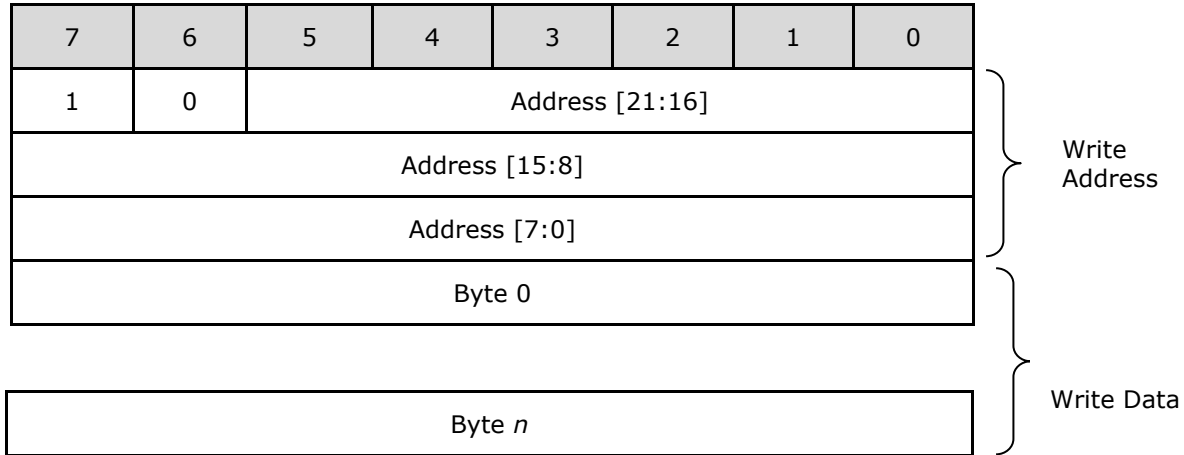 7 6 5 4 3 2 1 0
1 0 Address [21:16]
Address [15:8]
Write
Address
Address [7:0]
Byte 0
Byte n
Write Data